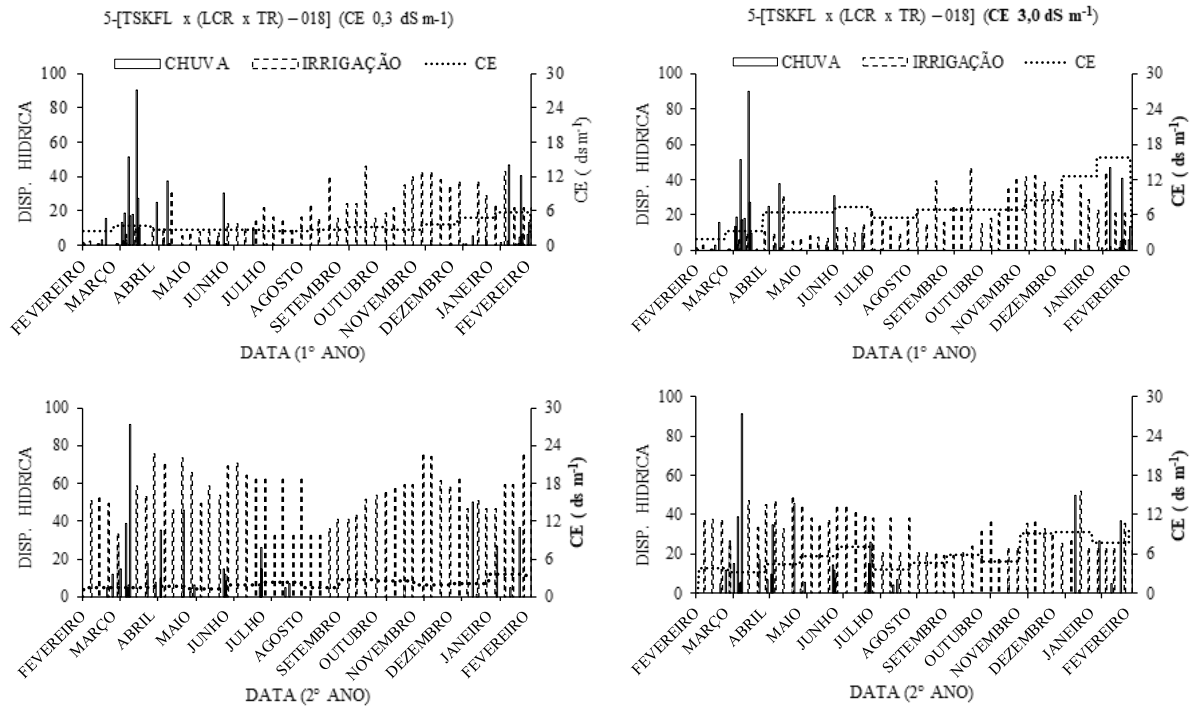 5-[TSKFL x (LCR x TR) – 018] (CE 0,3 dS m-1)
CHUVA IRRIGAÇÃO CE
100
80
60
40
20
0
DISP. HIDRICA
30
24
18
12
6
0
CE ( ds m-1)
FEVEREIRO
MARÇO
ABRIL
MAIO
JUNHO
JULHO
AGOSTO
SETEMBRO
OUTUBRO
NOVEMBRO
DEZEMBRO
JANEIRO
FEVEREIRO
DATA (1° ANO)
5-[TSKFL x (LCR x TR) – 018] (CE 3,0 dS m-1)
CHUVA IRRIGAÇÃO CE
100
80
60
40
20
0
DISP. HIDRICA
30
24
18
12
6
0
CE ( ds m-1)
FEVEREIRO
MARÇO
ABRIL
MAIO
JUNHO
JULHO
AGOSTO
SETEMBRO
OUTUBRO
NOVEMBRO
DEZEMBRO
JANEIRO
FEVEREIRO
DATA (1° ANO)
100
80
60
40
20
0
DISP. HIDRICA
30
24
18
12
6
0
CE ( ds m-1)
FEVEREIRO
MARÇO
ABRIL
MAIO
JUNHO
JULHO
AGOSTO
SETEMBRO
OUTUBRO
NOVEMBRO
DEZEMBRO
JANEIRO
FEVEREIRO
DATA (2° ANO)
100
80
60
40
20
0
DISP. HIDRICA
30
24
18
12
6
0
CE ( ds m-1)
FEVEREIRO
MARÇO
ABRIL
MAIO
JUNHO
JULHO
AGOSTO
SETEMBRO
OUTUBRO
NOVEMBRO
DEZEMBRO
JANEIRO
FEVEREIRO
DATA (2° ANO)